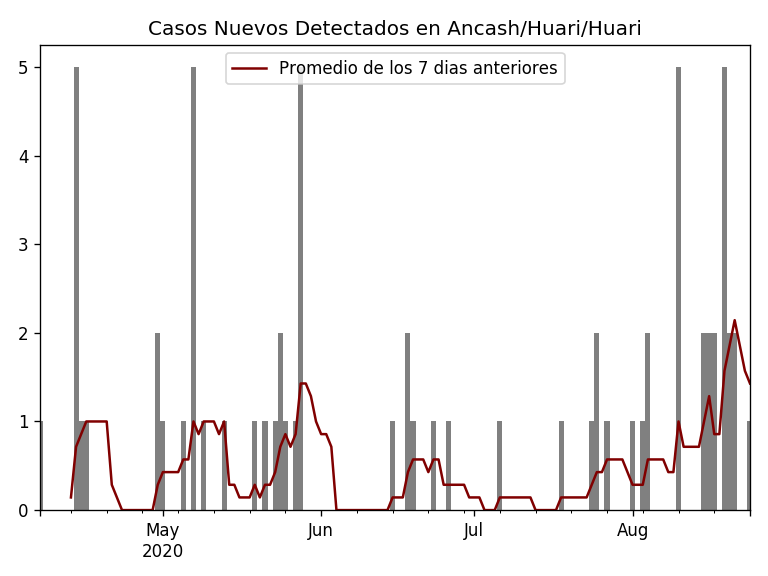 Casos Nuevos Detectados en Ancash/Huari/Huari
Promedio de los 7 dias anteriores
5
4
3
2
1
0
May Jun Jul Aug
2020